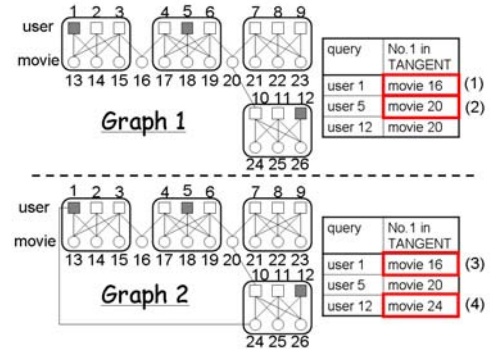 1 2 3 4 5 6 7 8 9
user
movie
13 14 15 16 17 18 19 20 21 22 23
10 11 12
24 25 26
Graph 1
query No.1 in TANGENT
user 1 movie 16 (1)
user 5 movie 20 (2)
user 12 movie 20
1 2 3 4 5 6 7 8 9
user
movie
13 14 15 16 17 18 19 20 21 22 23
10 11 12
24 25 26
Graph 2
query No.1 in TANGENT
user 1 movie 16 (3)
user 5 movie 20
user 12 movie 24 (4)